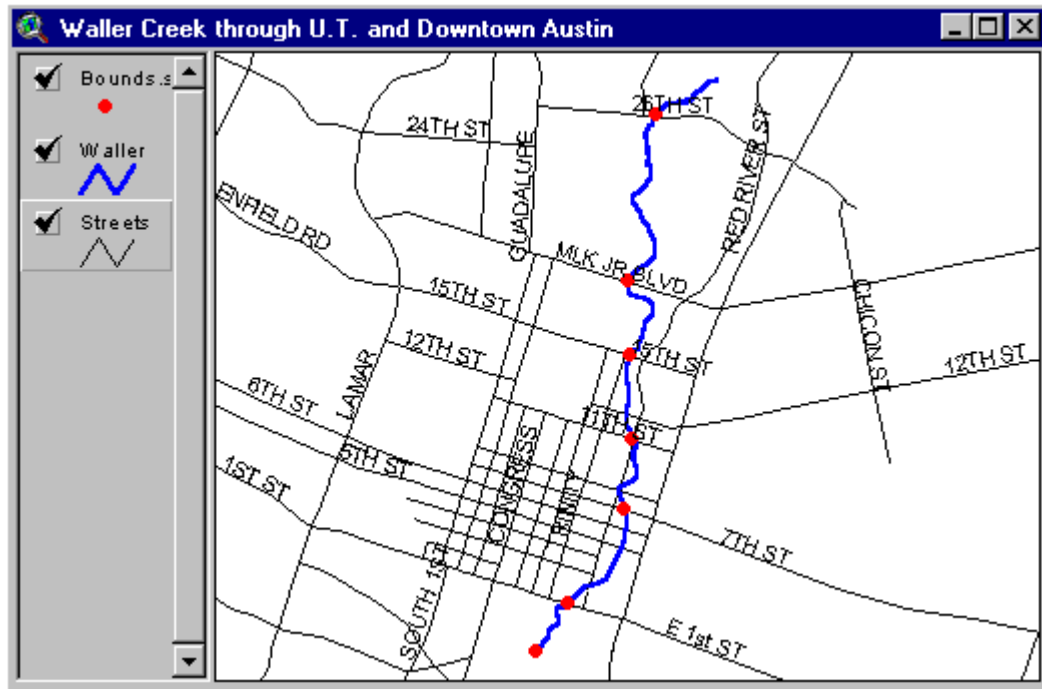 Waller Creek through U.T. and Downtown Austin
Bounds.s
Waller
Streets
26TH ST
24TH ST
GUADALUPE
RED RIVER ST
ENFIELD RD
MLK JR BLVD
15TH ST
CHICON ST
12TH ST
15TH ST
12TH ST
LAMAR
6TH ST
11TH ST
5TH ST
CONGRESS
1ST ST
7TH ST
SOUTH 1ST
E 1st ST